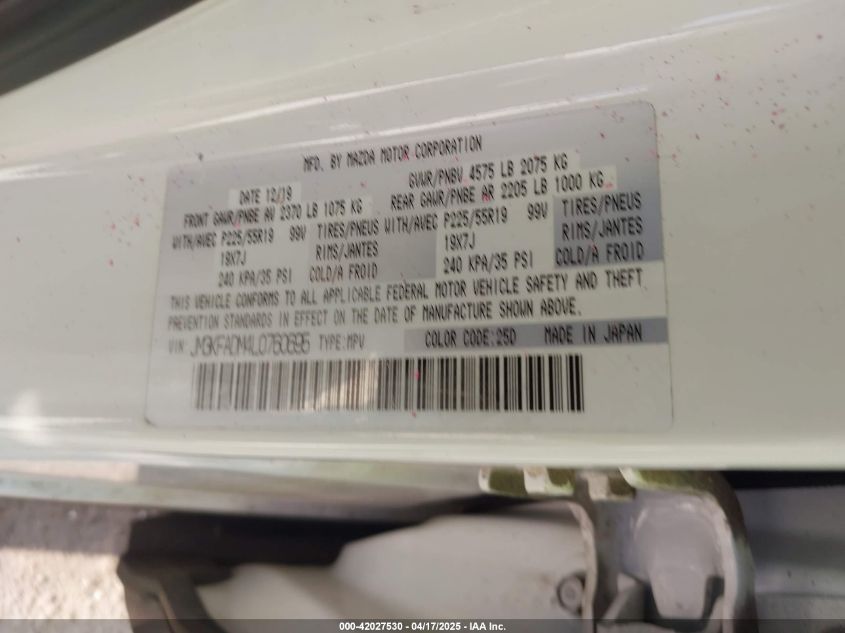 MFD. BY MAZDA MOTOR CORPORATION
DATE 12/19 GVWR/PNBV 4575 LB 2075 KG
FRONT GAWR/PNBE AV 2370 LB 1075 KG REAR GAWR/PNBE AR 2205 LB 1000 KG
WITH/AVEC P225/55R19 99V TIRES/PNEUS WITH/AVEC P225/55R19 99V TIRES/PNEUS
19X7J RIMS/JANTES 19X7J RIMS/JANTES
240 KPA/35 PSI COLD/A FROID 240 KPA/35 PSI COLD/A FROID
THIS VEHICLE CONFORMS TO ALL APPLICABLE FEDERAL MOTOR VEHICLE SAFETY AND THEFT
PREVENTION STANDARDS IN EFFECT ON THE DATE OF MANUFACTURE SHOWN ABOVE.
VIN: JM3KFADM4L0760695 TYPE:MPV COLOR CODE:25D MADE IN JAPAN
000-42027530 - 04/17/2025 - IAA Inc.